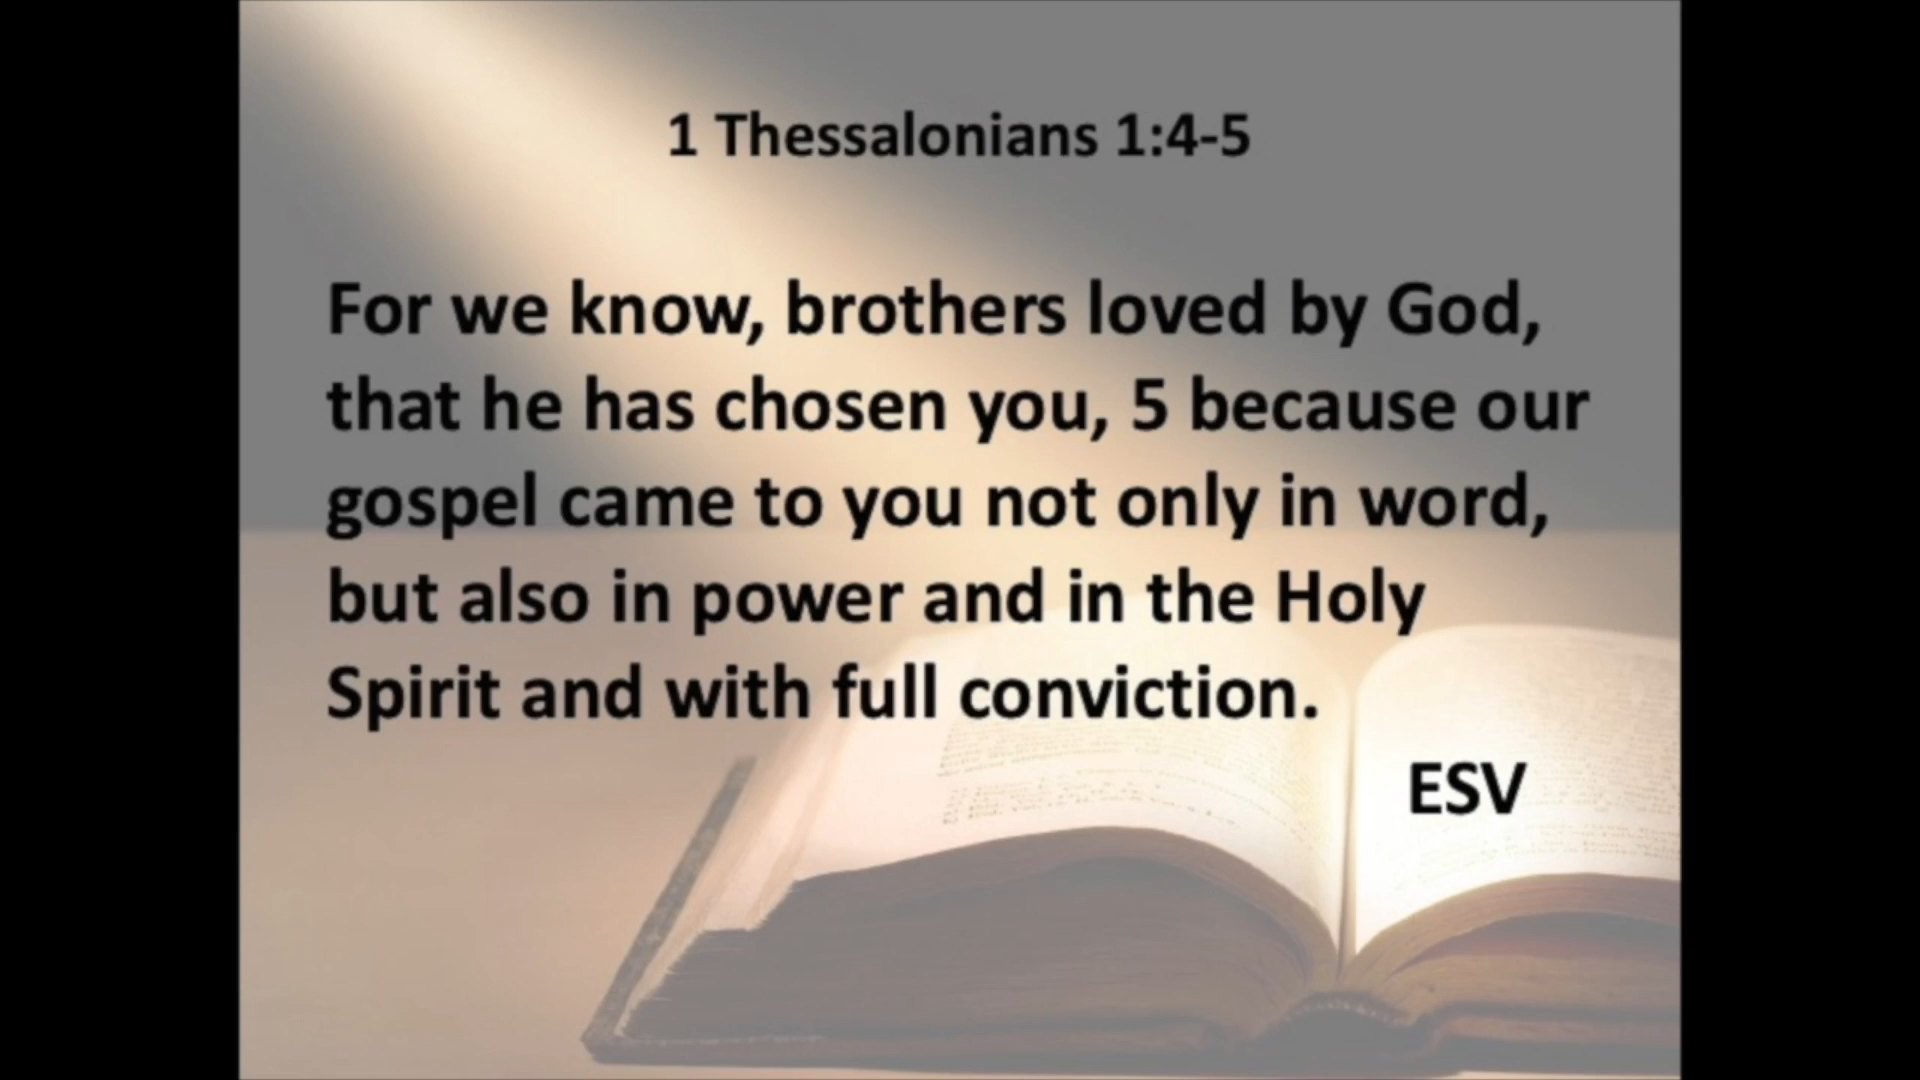 1 Thessalonians 1:4-5
For we know, brothers loved by God,
that he has chosen you, 5 because our
gospel came to you not only in word,
but also in power and in the Holy
Spirit and with full conviction.
ESV